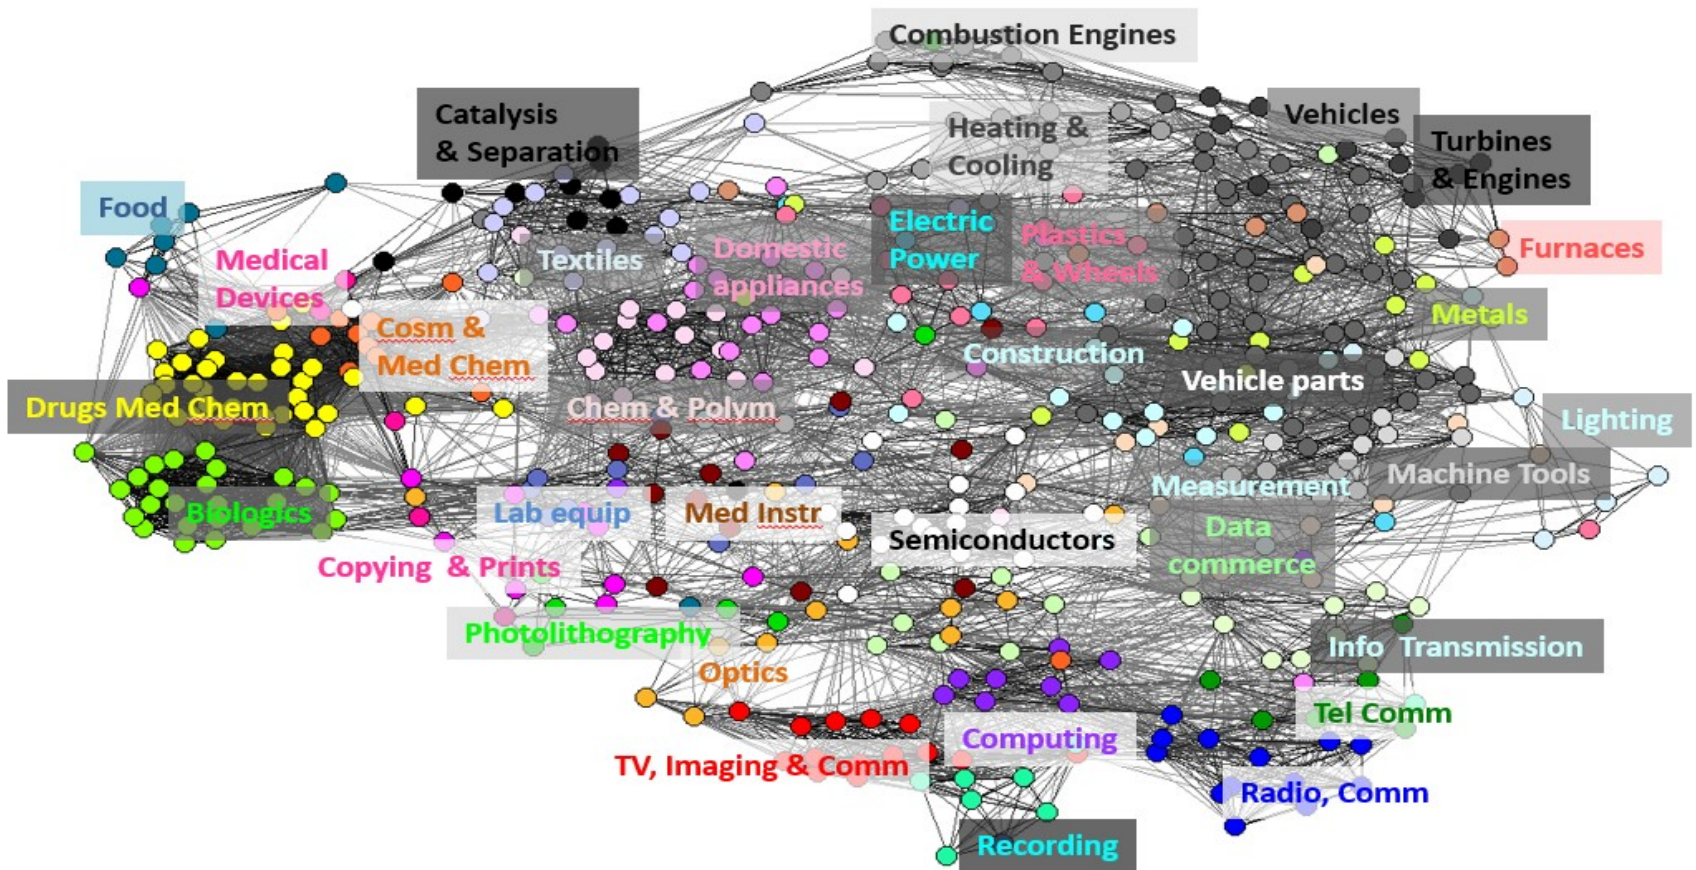 Combustion Engines
Catalysis
& Separation
Heating &
Cooling
Vehicles
Turbines
& Engines
Food
Medical
Devices
Textiles
Domestic
appliances
Electric
Power
Plastics
& Wheels
Furnaces
Metals
Cosm &
Med Chem
Construction
Vehicle parts
Drugs Med Chem
Chem & Polym
Lighting
Biologics
Lab equip
Med Instr
Semiconductors
Measurement
Machine Tools
Data
commerce
Copying & Prints
Photolithography
Optics
Info Transmission
Tel Comm
TV, Imaging & Comm
Computing
Radio, Comm
Recording